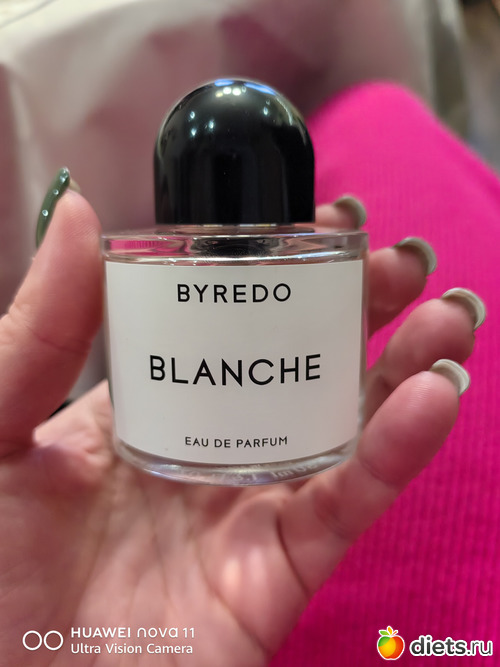 BYREDO
BLANCHE
EAU DE PARFUM
HUAWEI nova 11
Ultra Vision Camera
diets.ru